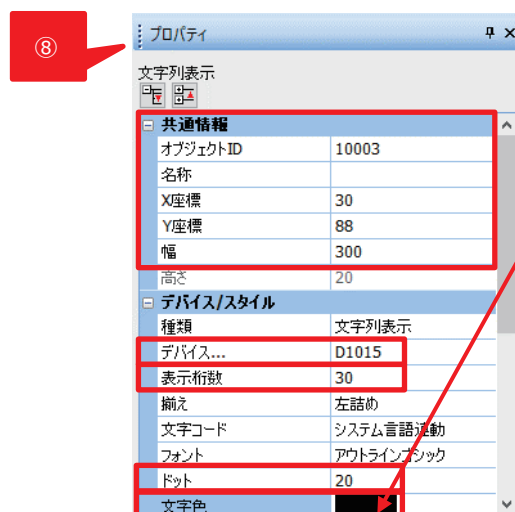 ⑧
プロパティ
文字列表示
共通情報
オブジェクトID 10003
名称
X座標 30
Y座標 88
幅 300
高さ 20
デバイス/スタイル
種類 文字列表示
デバイス... D1015
表示桁数 30
揃え 左詰め
文字コード システム言語連動
フォント アウトラインゴシック
ドット 20
文字色